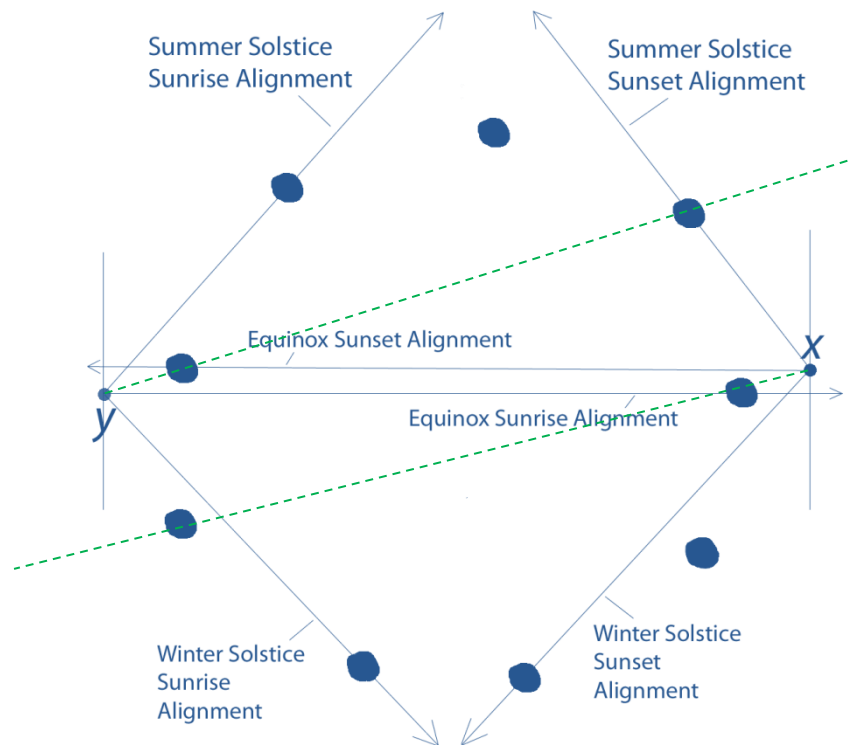 Summer Solstice
Sunrise Alignment
Summer Solstice
Sunset Alignment
Equinox Sunset Alignment
x
y
Equinox Sunrise Alignment
Winter Solstice
Sunrise
Alignment
Winter Solstice
Sunset
Alignment